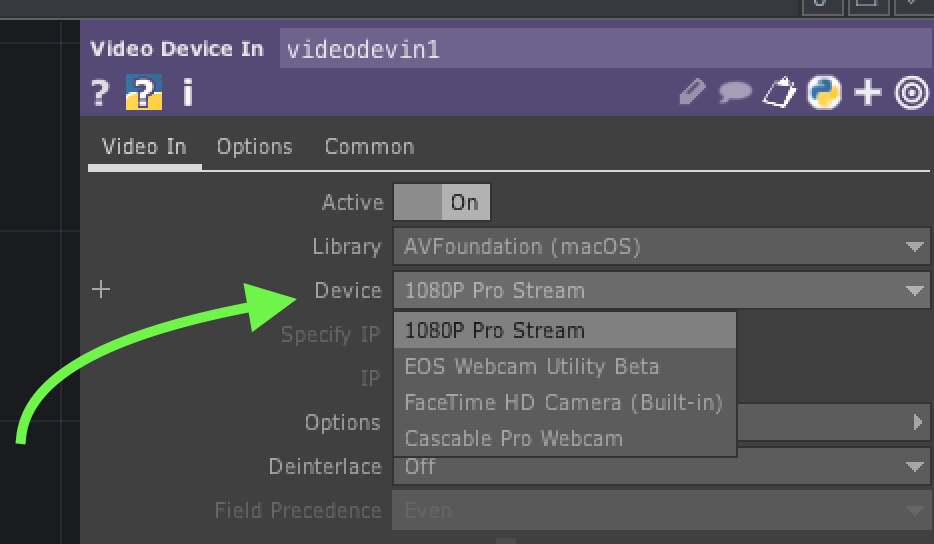 Video Device In videodevin1
? ? i
Video In Options Common
Active On
Library AVFoundation (macOS)
+ Device 1080P Pro Stream
Specify IP 1080P Pro Stream
EOS Webcam Utility Beta
IP
FaceTime HD Camera (Built-in)
Options
Cascable Pro Webcam
Deinterlace Off
Field Precedence Even